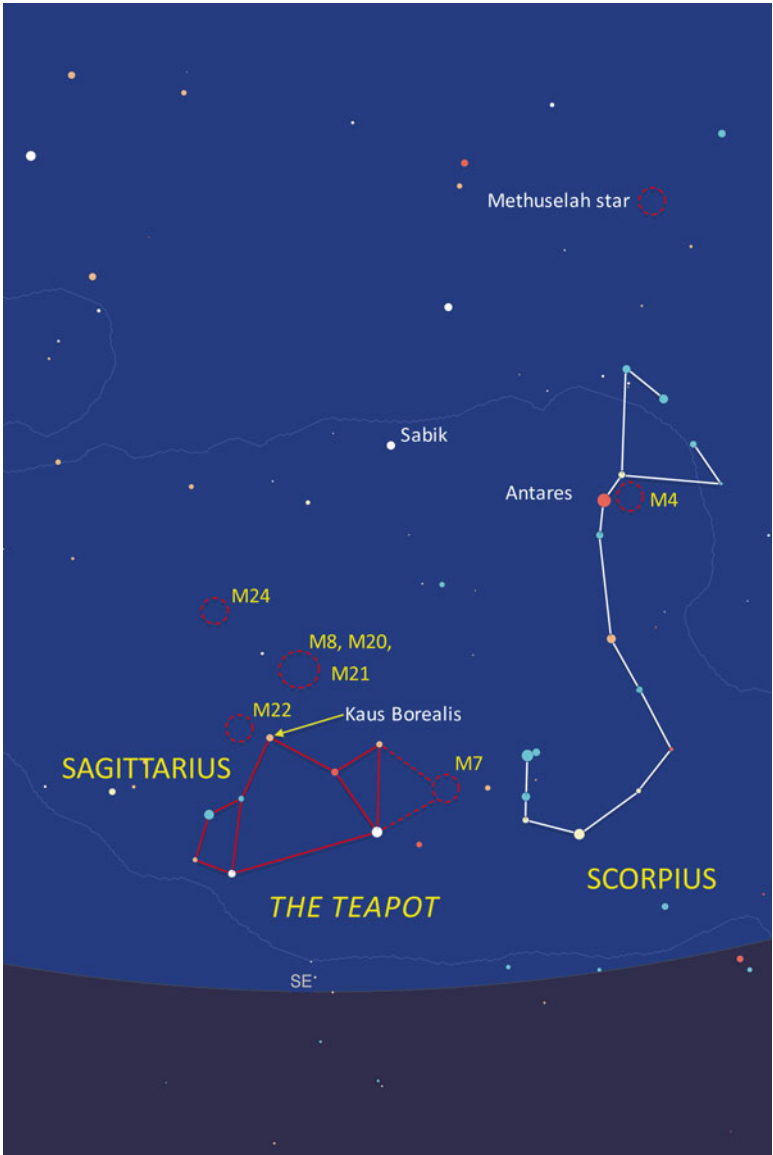 Methuselah star
Sabik
Antares
M4
M24
M8, M20,
M21
M22
Kaus Borealis
SAGITTARIUS
M7
SCORPIUS
THE TEAPOT
SE